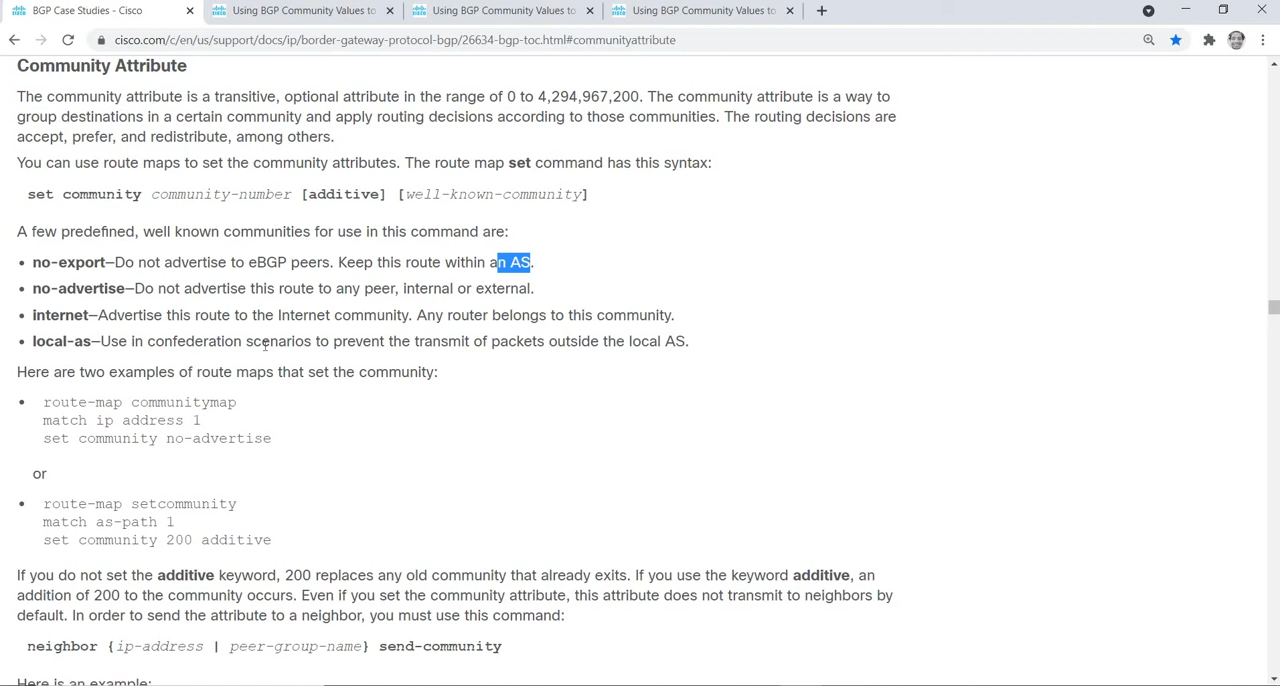 BGP Case Studies - Cisco
Using BGP Community Values to
Using BGP Community Values to
Using BGP Community Values to
cisco.com/c/en/us/support/docs/ip/border-gateway-protocol-bgp/26634-bgp-toc.html#communityattribute
Community Attribute
The community attribute is a transitive, optional attribute in the range of 0 to 4,294,967,200. The community attribute is a way to
group destinations in a certain community and apply routing decisions according to those communities. The routing decisions are
accept, prefer, and redistribute, among others.
You can use route maps to set the community attributes. The route map set command has this syntax:
set community community-number [additive] [well-known-community]
A few predefined, well known communities for use in this command are:
• no-export—Do not advertise to eBGP peers. Keep this route within an AS.
• no-advertise—Do not advertise this route to any peer, internal or external.
• internet—Advertise this route to the Internet community. Any router belongs to this community.
• local-as—Use in confederation scenarios to prevent the transmit of packets outside the local AS.
Here are two examples of route maps that set the community:
• route-map communitymap
match ip address 1
set community no-advertise
or
• route-map setcommunity
match as-path 1
set community 200 additive
If you do not set the additive keyword, 200 replaces any old community that already exits. If you use the keyword additive, an
addition of 200 to the community occurs. Even if you set the community attribute, this attribute does not transmit to neighbors by
default. In order to send the attribute to a neighbor, you must use this command:
neighbor {ip-address | peer-group-name} send-community
Here is an example: